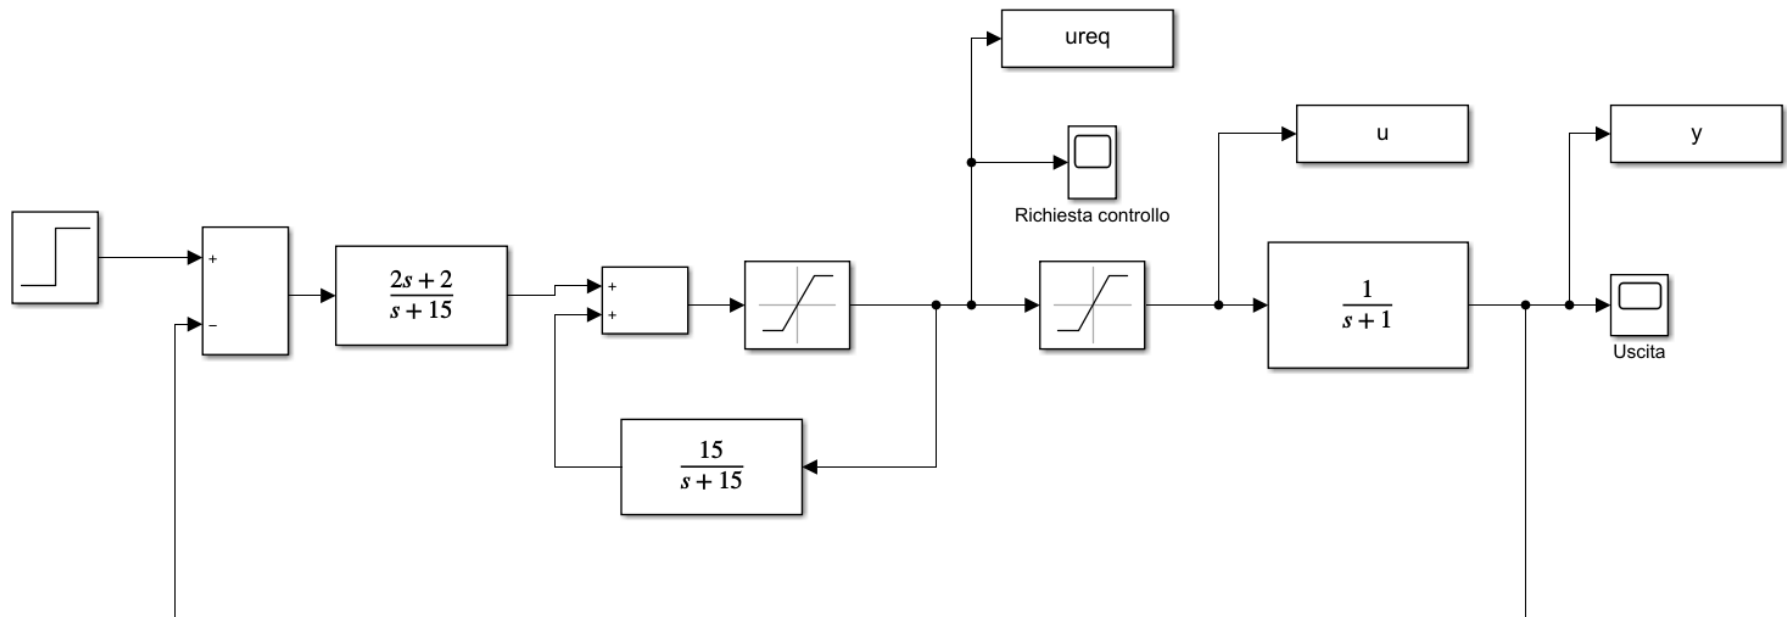 ureq
u
y
Richiesta controllo
+
−
2s + 2
s + 15
+
+
1
s + 1
Uscita
15
s + 15